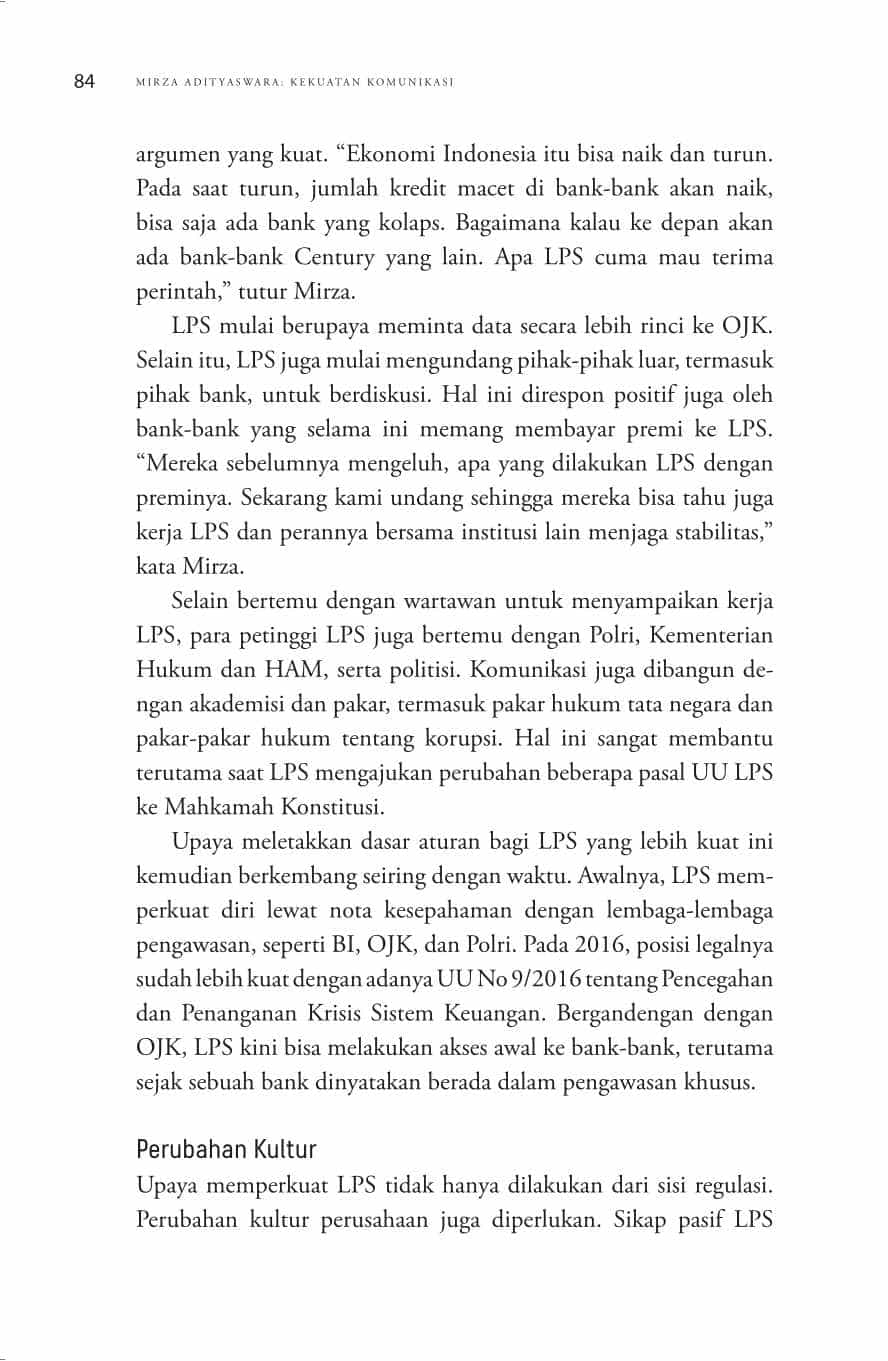 84 MIRZA ADITYASWARA: KEKUATAN KOMUNIKASI
argumen yang kuat. “Ekonomi Indonesia itu bisa naik dan turun.
Pada saat turun, jumlah kredit macet di bank-bank akan naik,
bisa saja ada bank yang kolaps. Bagaimana kalau ke depan akan
ada bank-bank Century yang lain. Apa LPS cuma mau terima
perintah,” tutur Mirza.
LPS mulai berupaya meminta data secara lebih rinci ke OJK.
Selain itu, LPS juga mulai mengundang pihak-pihak luar, termasuk
pihak bank, untuk berdiskusi. Hal ini direspon positif juga oleh
bank-bank yang selama ini memang membayar premi ke LPS.
“Mereka sebelumnya mengeluh, apa yang dilakukan LPS dengan
preminya. Sekarang kami undang sehingga mereka bisa tahu juga
kerja LPS dan perannya bersama institusi lain menjaga stabilitas,”
kata Mirza.
Selain bertemu dengan wartawan untuk menyampaikan kerja
LPS, para petinggi LPS juga bertemu dengan Polri, Kementerian
Hukum dan HAM, serta politisi. Komunikasi juga dibangun de-
ngan akademisi dan pakar, termasuk pakar hukum tata negara dan
pakar-pakar hukum tentang korupsi. Hal ini sangat membantu
terutama saat LPS mengajukan perubahan beberapa pasal UU LPS
ke Mahkamah Konstitusi.
Upaya meletakkan dasar aturan bagi LPS yang lebih kuat ini
kemudian berkembang seiring dengan waktu. Awalnya, LPS mem-
perkuat diri lewat nota kesepahaman dengan lembaga-lembaga
pengawasan, seperti BI, OJK, dan Polri. Pada 2016, posisi legalnya
sudah lebih kuat dengan adanya UU No 9/2016 tentang Pencegahan
dan Penanganan Krisis Sistem Keuangan. Bergandengan dengan
OJK, LPS kini bisa melakukan akses awal ke bank-bank, terutama
sejak sebuah bank dinyatakan berada dalam pengawasan khusus.
Perubahan Kultur
Upaya memperkuat LPS tidak hanya dilakukan dari sisi regulasi.
Perubahan kultur perusahaan juga diperlukan. Sikap pasif LPS